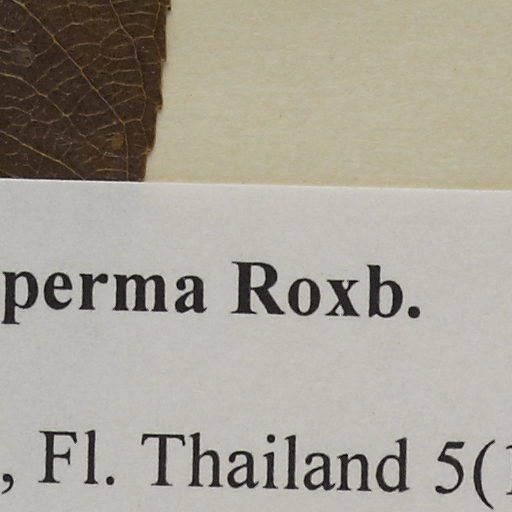 perma Roxb.
, Fl. Thailand 5(